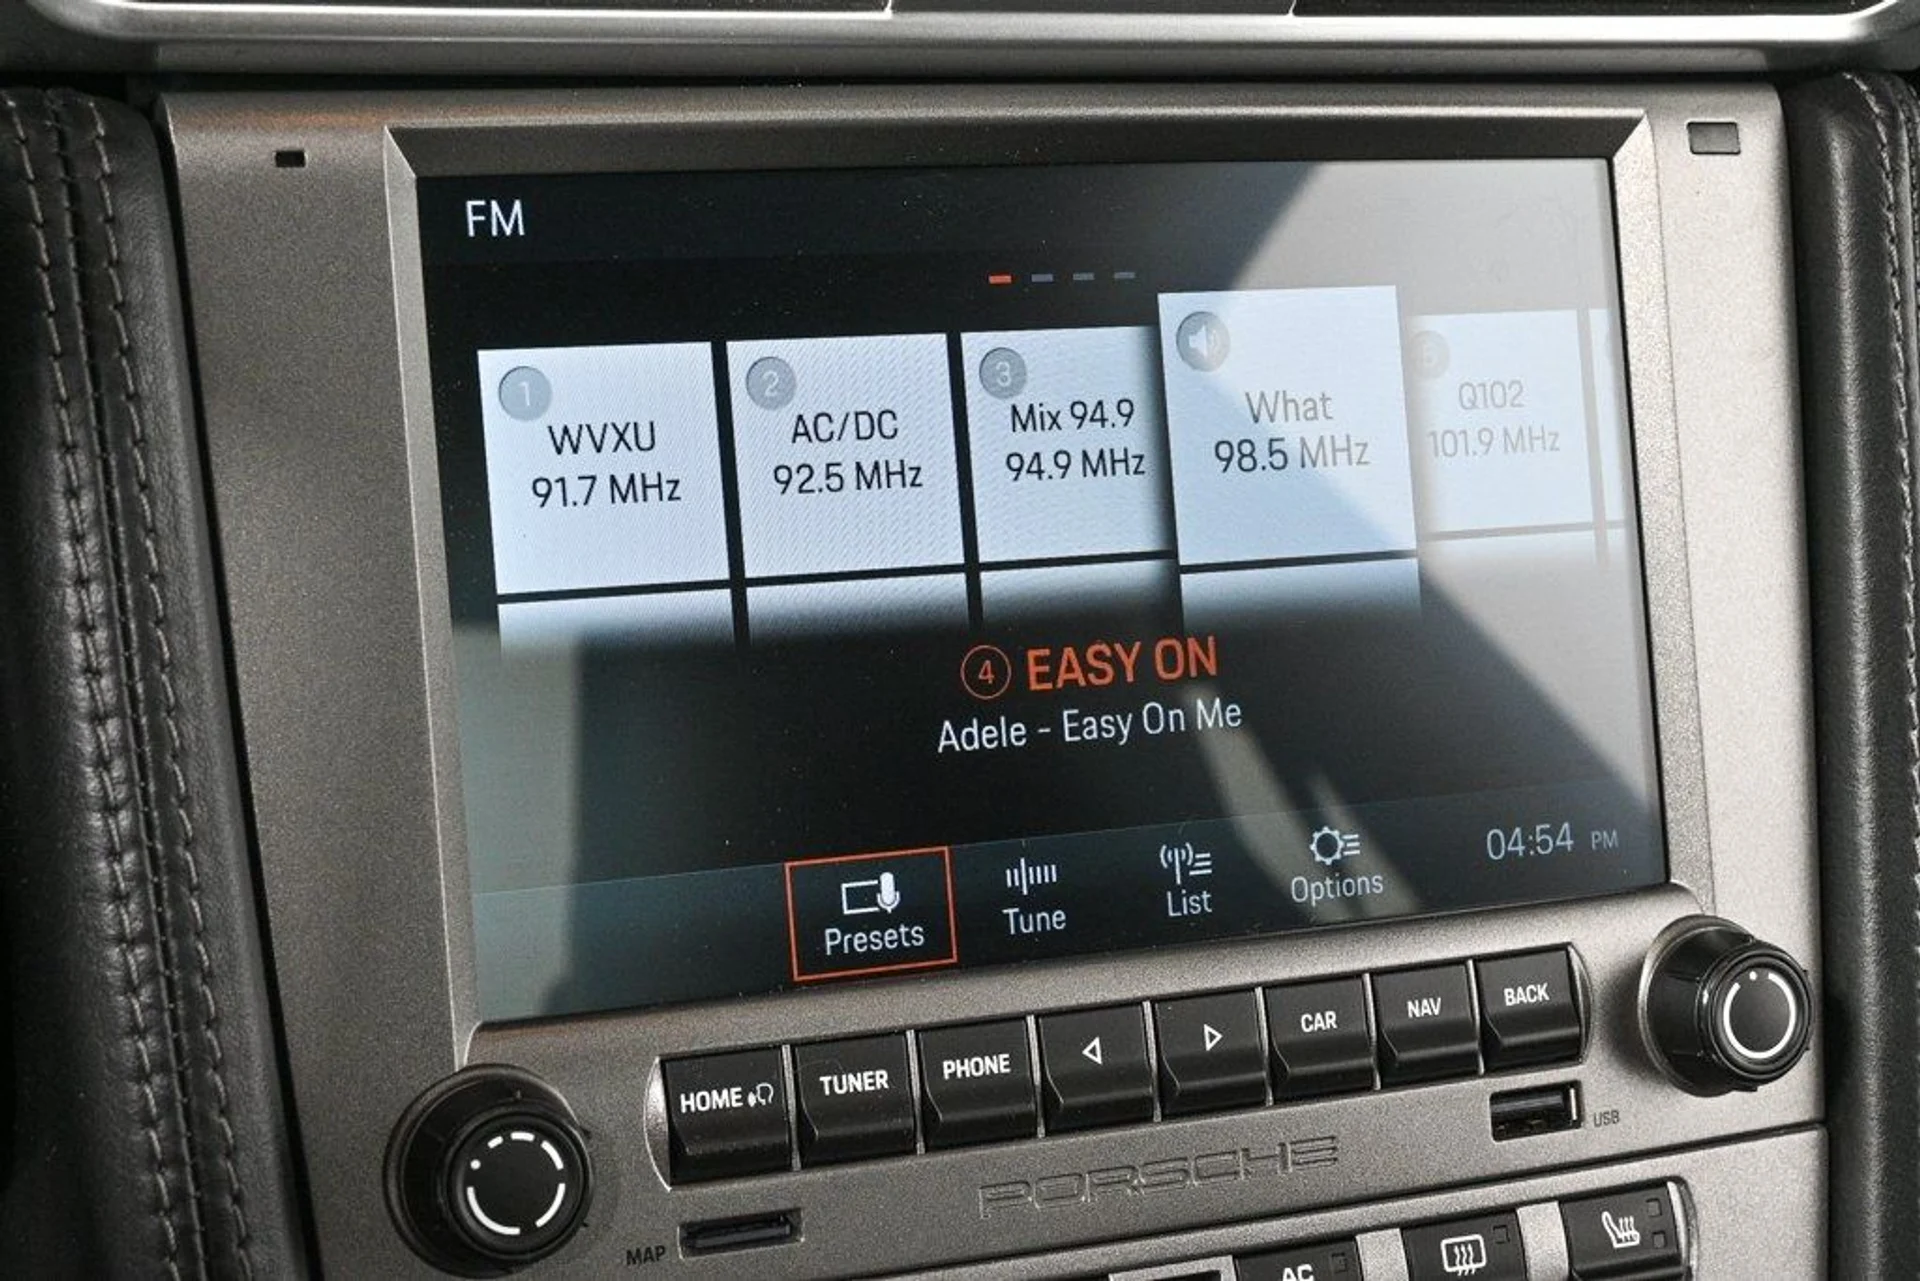 FM
1
WVXU
91.7 MHz
2
AC/DC
92.5 MHz
3
Mix 94.9
94.9 MHz
What
98.5 MHz
5
Q102
101.9 MHz
4 EASY ON
Adele - Easy On Me
Presets
Tune
List
Options
04:54 PM
HOME
TUNER
PHONE
CAR
NAV
BACK
USB
PORSCHE
MAP
AC